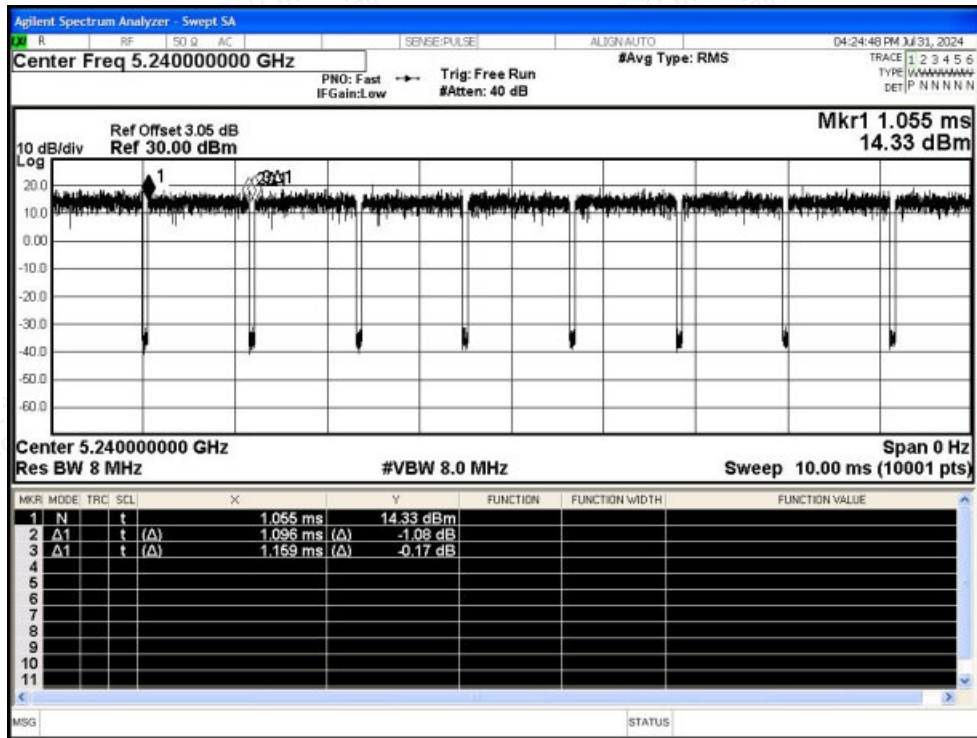 Agilent Spectrum Analyzer - Swept SA
R RF 50 Ω AC SENSE:PULSE ALIGNAUTO 04:24:48 PM Jul 31, 2024
Center Freq 5.240000000 GHz
PNO: Fast
IFGain:Low
Trig: Free Run
#Atten: 40 dB
#Avg Type: RMS
TRACE 1 2 3 4 5 6
TYPE
DET P N N N N N
Ref Offset 3.05 dB
10 dB/div Ref 30.00 dBm
Mkr1 1.055 ms
14.33 dBm
Log
20.0
10.0
0.00
-10.0
-20.0
-30.0
-40.0
-50.0
-60.0
1
Center 5.240000000 GHz Span 0 Hz
Res BW 8 MHz #VBW 8.0 MHz Sweep 10.00 ms (10001 pts)
MKR MODE TRC SCL X Y FUNCTION FUNCTION WIDTH FUNCTION VALUE
1 N t 1.055 ms 14.33 dBm
2 Δ1 t (Δ) 1.096 ms (Δ) -1.08 dB
3 Δ1 t (Δ) 1.159 ms (Δ) -0.17 dB
4
5
6
7
8
9
10
11
MSG STATUS